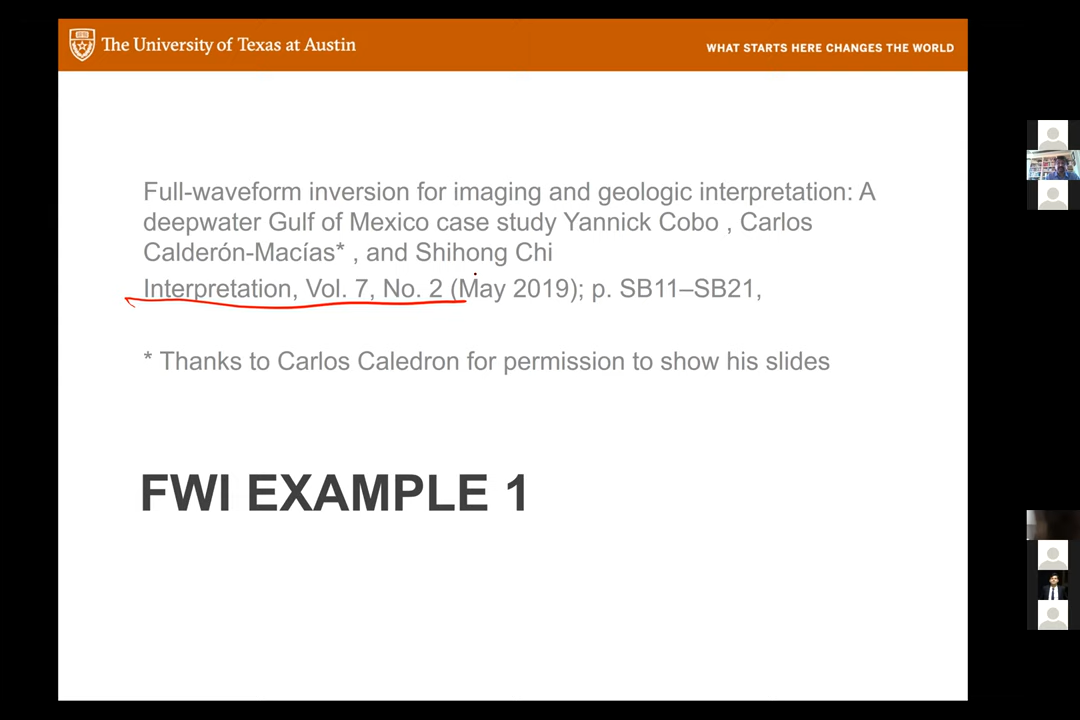 The University of Texas at Austin
WHAT STARTS HERE CHANGES THE WORLD
Full-waveform inversion for imaging and geologic interpretation: A
deepwater Gulf of Mexico case study Yannick Cobo , Carlos
Calderón-Macías* , and Shihong Chi
Interpretation, Vol. 7, No. 2 (May 2019); p. SB11–SB21,
* Thanks to Carlos Caledron for permission to show his slides
FWI EXAMPLE 1